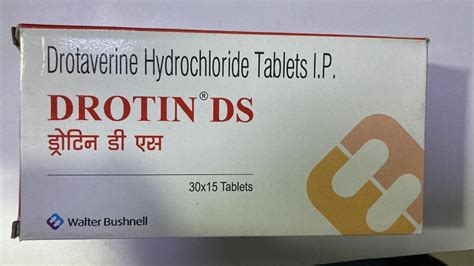 Drotaverine Hydrochloride Tablets I.P.
DROTIN® DS
ड्रोटिन डी एस
30x15 Tablets
Walter Bushnell